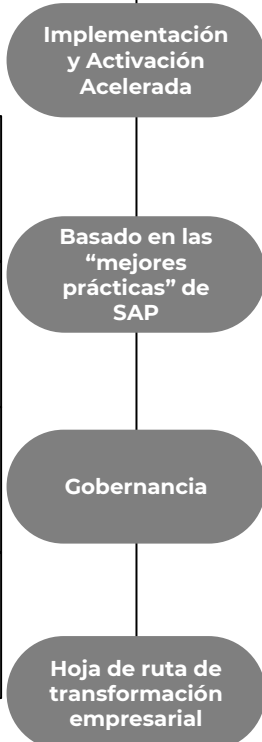 Implementación
y Activación
Acelerada
Basado en las
“mejores
prácticas” de
SAP
Gobernancia
Hoja de ruta de
transformación
empresarial